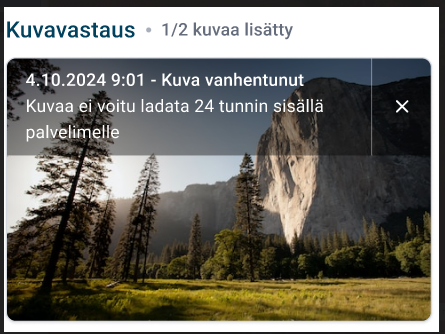 Kuvavastaus • 1/2 kuvaa lisätty
4.10.2024 9:01 - Kuva vanhentunut
Kuvaa ei voitu ladata 24 tunnin sisällä
palvelimelle